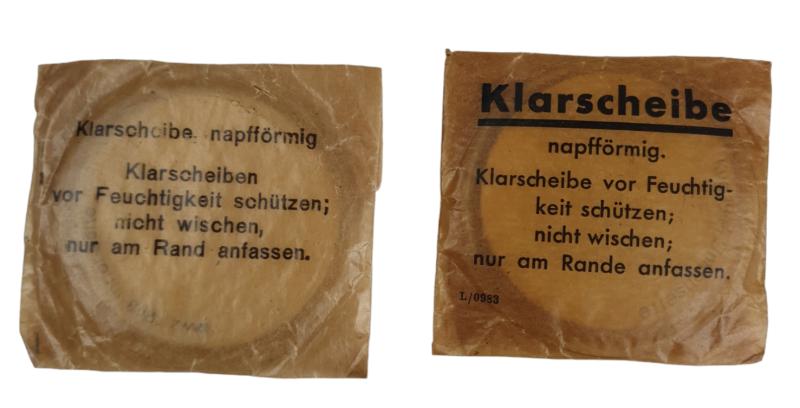 Klarscheibe napfförmig
Klarscheiben
vor Feuchtigkeit schützen;
nicht wischen,
nur am Rand anfassen.
Klarscheibe
napfförmig.
Klarscheibe vor Feuchtig-
keit schützen;
nicht wischen;
nur am Rande anfassen.
L/0983